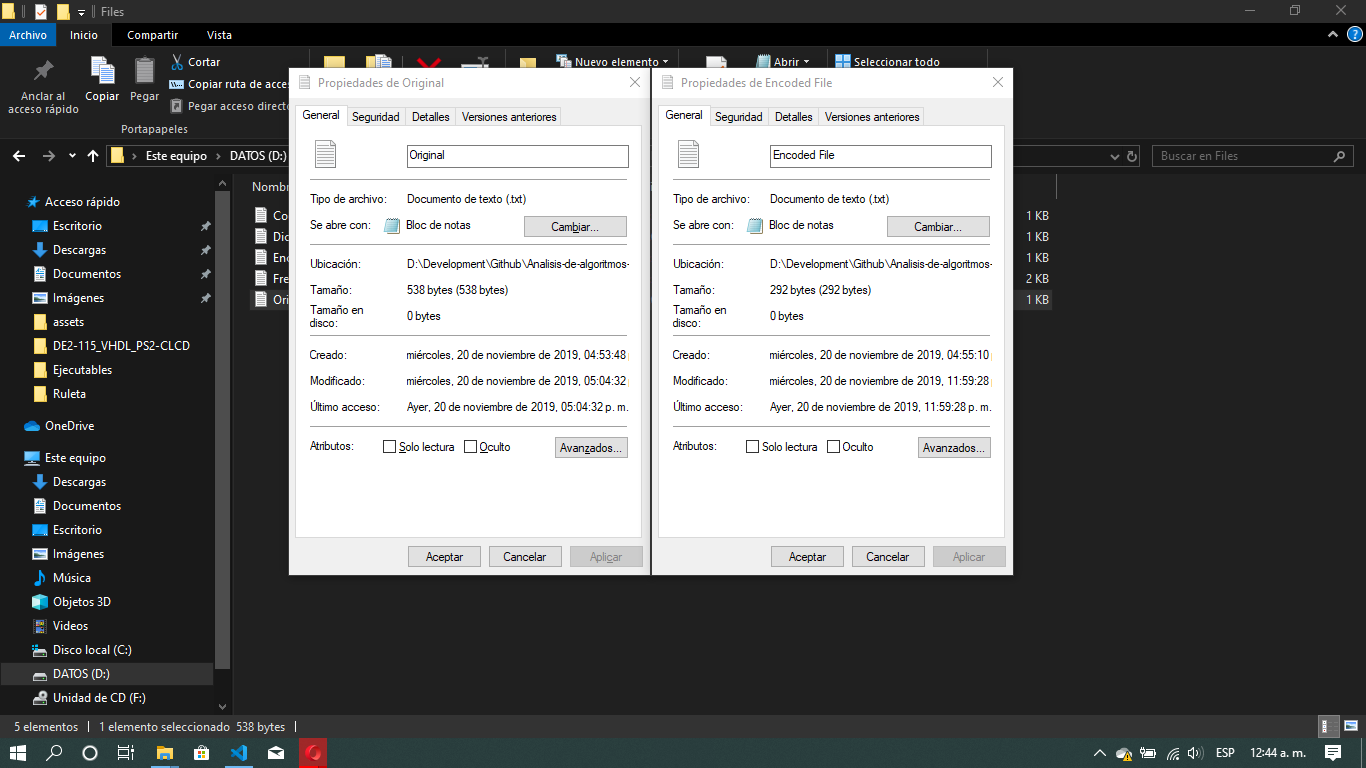 Files
Archivo Inicio Compartir Vista
Anclar al acceso rápido
Copiar
Pegar
Cortar
Copiar ruta de acce
Pegar acceso directo
Portapapeles
Nuevo elemento
Abrir
Seleccionar todo
Este equipo > DATOS (D:)
Buscar en Files
Acceso rápido
Escritorio
Descargas
Documentos
Imágenes
assets
DE2-115_VHDL_PS2-CLCD
Ejecutables
Ruleta
OneDrive
Este equipo
Descargas
Documentos
Escritorio
Imágenes
Música
Objetos 3D
Videos
Disco local (C:)
DATOS (D:)
Unidad de CD (F:)
Nombr
Co
Dic
Enc
Fre
Ori
1 KB
1 KB
1 KB
2 KB
1 KB
Propiedades de Original
General Seguridad Detalles Versiones anteriores
Original
Tipo de archivo: Documento de texto (.txt)
Se abre con: Bloc de notas Cambiar...
Ubicación: D:\Development\Github\Analisis-de-algoritmos-
Tamaño: 538 bytes (538 bytes)
Tamaño en disco: 0 bytes
Creado: miércoles, 20 de noviembre de 2019, 04:53:48
Modificado: miércoles, 20 de noviembre de 2019, 05:04:32
Último acceso: Ayer, 20 de noviembre de 2019, 05:04:32 p. m.
Atributos: Solo lectura Oculto Avanzados...
Aceptar Cancelar Aplicar
Propiedades de Encoded File
General Seguridad Detalles Versiones anteriores
Encoded File
Tipo de archivo: Documento de texto (.txt)
Se abre con: Bloc de notas Cambiar...
Ubicación: D:\Development\Github\Analisis-de-algoritmos-
Tamaño: 292 bytes (292 bytes)
Tamaño en disco: 0 bytes
Creado: miércoles, 20 de noviembre de 2019, 04:55:10
Modificado: miércoles, 20 de noviembre de 2019, 11:59:28
Último acceso: Ayer, 20 de noviembre de 2019, 11:59:28 p. m.
Atributos: Solo lectura Oculto Avanzados...
Aceptar Cancelar Aplicar
5 elementos 1 elemento seleccionado 538 bytes
ESP 12:44 a. m.